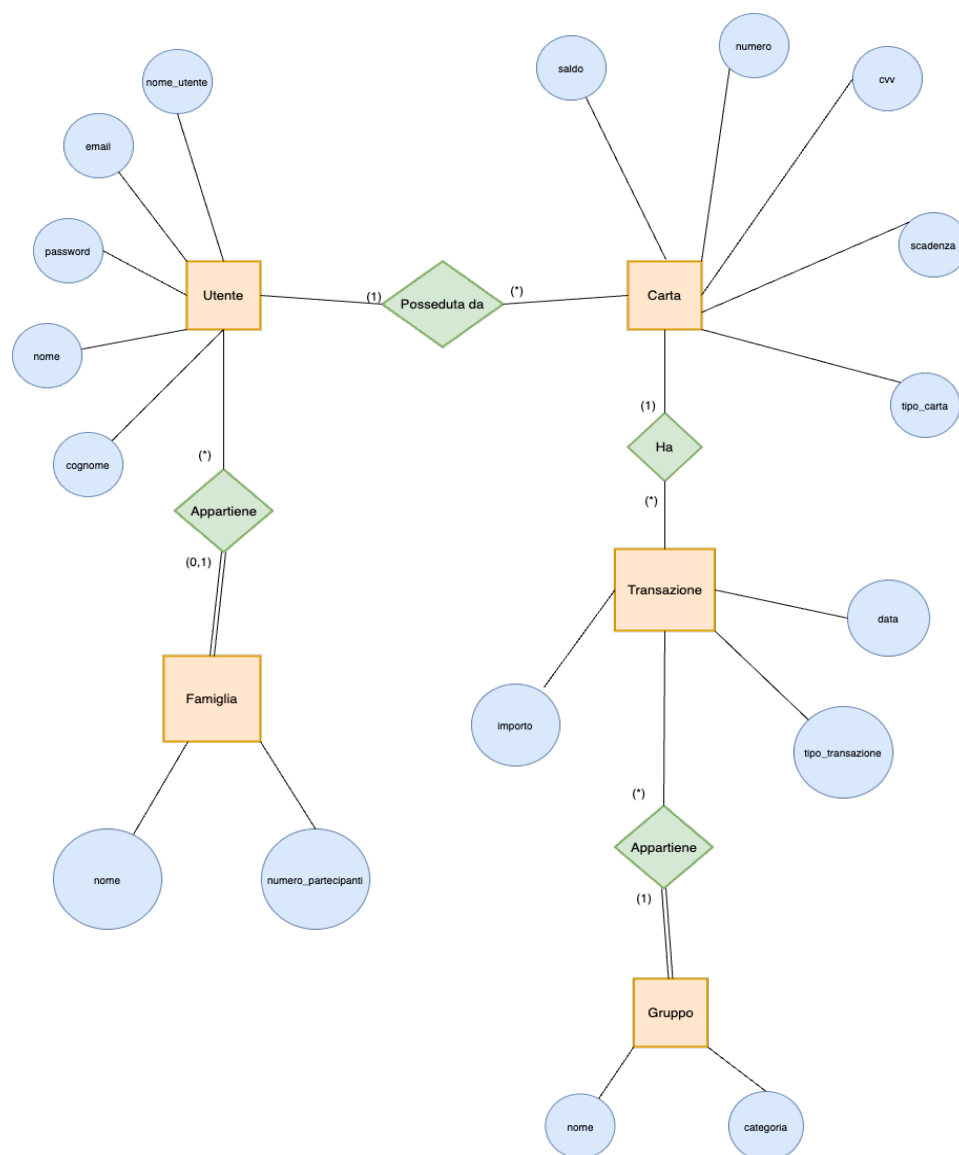 numero
saldo
cvv
nome_utente
email
password
scadenza
Utente
(1)
Posseduta da
(*)
Carta
nome
tipo_carta
(1)
cognome
(*)
Ha
(*)
Appartiene
(0,1)
Transazione
data
Famiglia
importo
tipo_transazione
(*)
Appartiene
nome
numero_partecipanti
(1)
Gruppo
nome
categoria